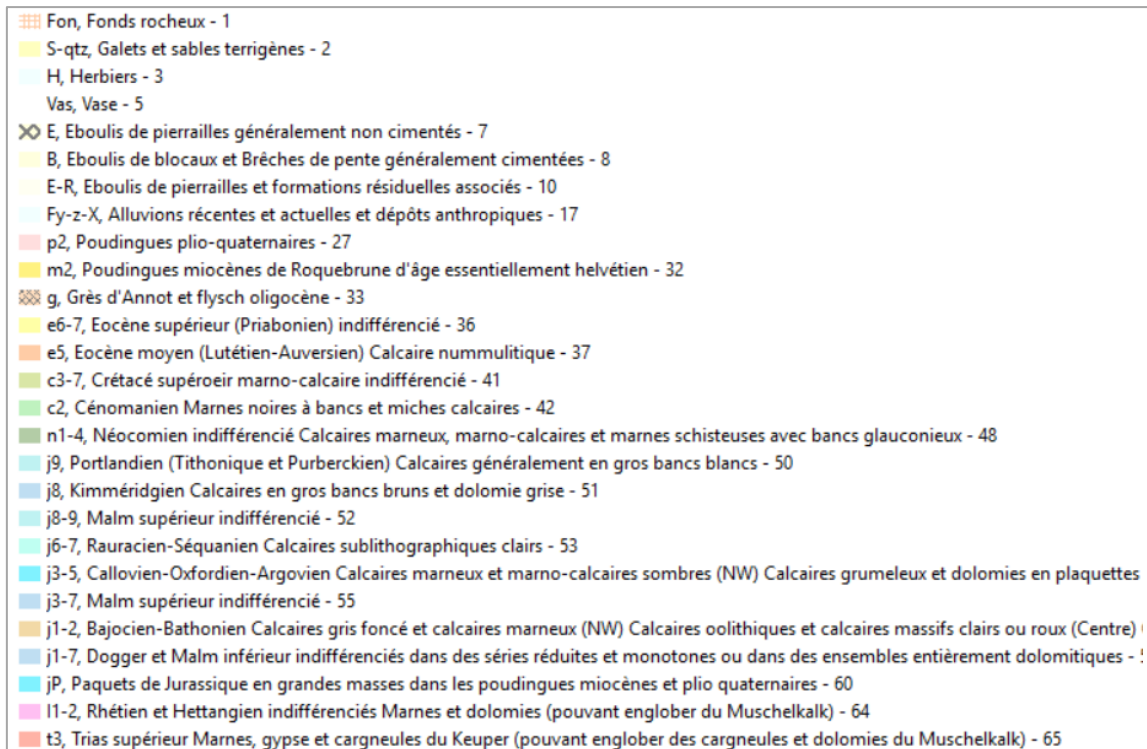 Fon, Fonds rocheux - 1
S-qtz, Galets et sables terrigènes - 2
H, Herbiers - 3
Vas, Vase - 5
E, Eboulis de pierrailles généralement non cimentés - 7
B, Eboulis de blocaux et Brêches de pente généralement cimentées - 8
E-R, Eboulis de pierrailles et formations résiduelles associés - 10
Fy-z-X, Alluvions récentes et actuelles et dépôts anthropiques - 17
p2, Poudingues plio-quaternaires - 27
m2, Poudingues miocènes de Roquebrune d'âge essentiellement helvétien - 32
g, Grès d'Annot et flysch oligocène - 33
e6-7, Eocène supérieur (Priabonien) indifférencié - 36
e5, Eocène moyen (Lutétien-Auversien) Calcaire nummulitique - 37
c3-7, Crétacé supéroeir marno-calcaire indifférencié - 41
c2, Cénomanien Marnes noires à bancs et miches calcaires - 42
n1-4, Néocomien indifférencié Calcaires marneux, marno-calcaires et marnes schisteuses avec bancs glauconieux - 48
j9, Portlandien (Tithonique et Purberckien) Calcaires généralement en gros bancs blancs - 50
j8, Kimméridgien Calcaires en gros bancs bruns et dolomie grise - 51
j8-9, Malm supérieur indifférencié - 52
j6-7, Rauracien-Séquanien Calcaires sublithographiques clairs - 53
j3-5, Callovien-Oxfordien-Argovien Calcaires marneux et marno-calcaires sombres (NW) Calcaires grumeleux et dolomies en plaquettes
j3-7, Malm supérieur indifférencié - 55
j1-2, Bajocien-Bathonien Calcaires gris foncé et calcaires marneux (NW) Calcaires oolithiques et calcaires massifs clairs ou roux (Centre)
j1-7, Dogger et Malm inférieur indifférenciés dans des séries réduites et monotones ou dans des ensembles entièrement dolomitiques -
jP, Paquets de Jurassique en grandes masses dans les poudingues miocènes et plio quaternaires - 60
l1-2, Rhétien et Hettangien indifférenciés Marnes et dolomies (pouvant englober du Muschelkalk) - 64
t3, Trias supérieur Marnes, gypse et cargneules du Keuper (pouvant englober des cargneules et dolomies du Muschelkalk) - 65